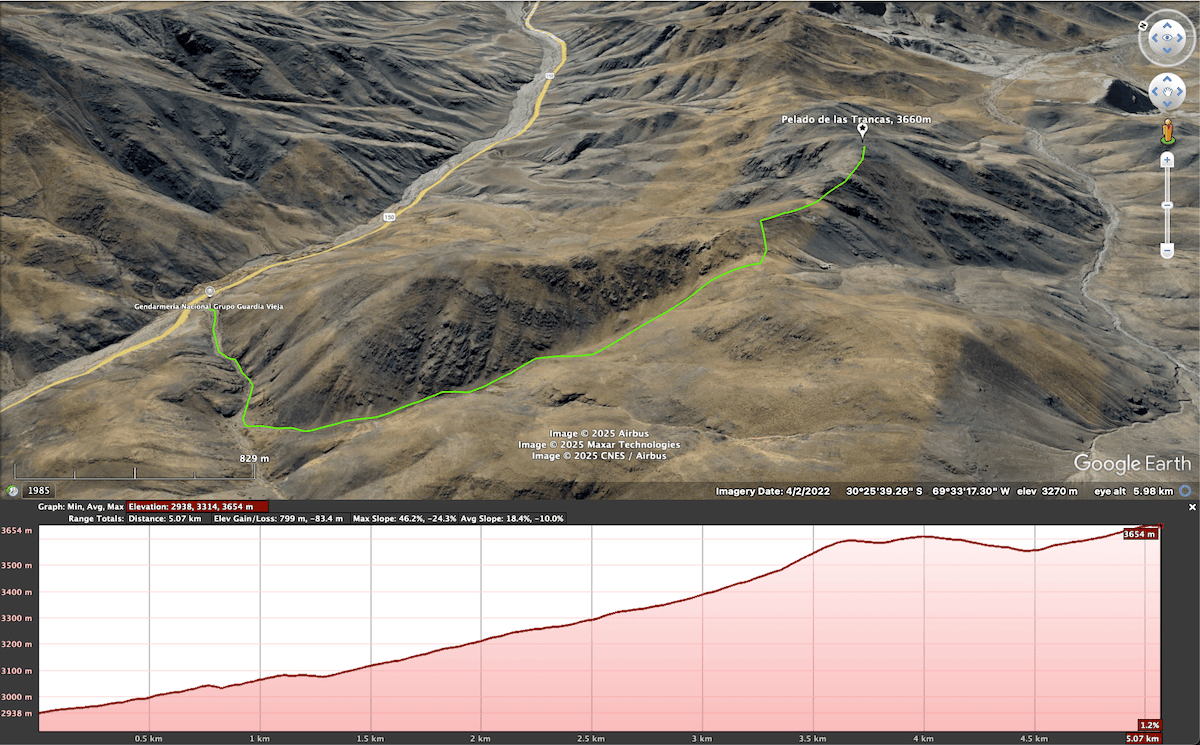 N
Pelado de las Trancas, 3660m
150
150
Gendarmería Nacional Grupo Guardia Vieja
Image © 2025 Airbus
Image © 2025 Maxar Technologies
Image © 2025 CNES / Airbus
829 m
Google Earth
1985
Imagery Date: 4/2/2022 30°25'39.26" S 69°33'17.30" W elev 3270 m eye alt 5.98 km
Graph: Min, Avg, Max Elevation: 2938, 3314, 3654 m
Range Totals: Distance: 5.07 km Elev Gain/Loss: 799 m, -83.4 m Max Slope: 46.2%, -24.3% Avg Slope: 18.4%, -10.0%
3654 m
3654 m
3500 m
3400 m
3300 m
3200 m
3100 m
3000 m
2938 m
1.2%
0.5 km 1 km 1.5 km 2 km 2.5 km 3 km 3.5 km 4 km 4.5 km 5.07 km